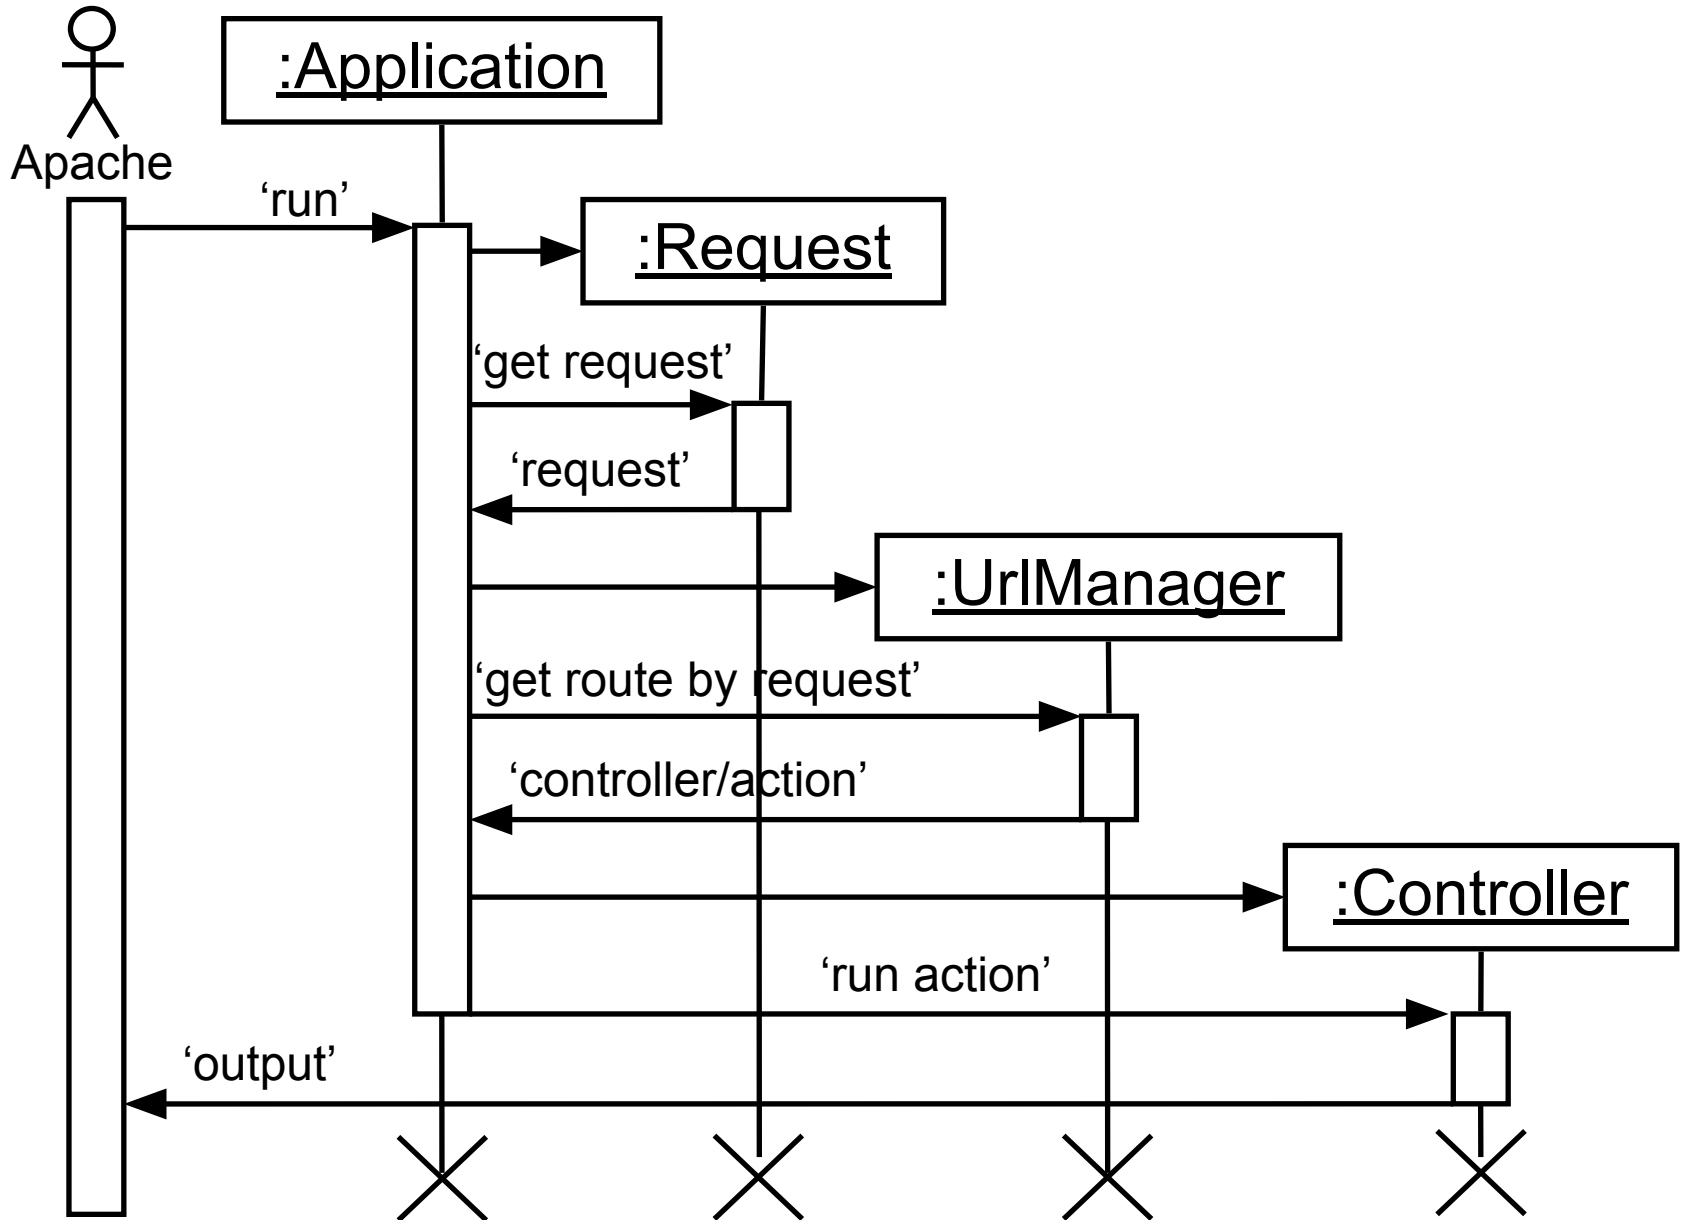 :Application
Apache
‘run’
:Request
‘get request’
‘request’
:UrlManager
‘get route by request’
‘controller/action’
:Controller
‘run action’
‘output’